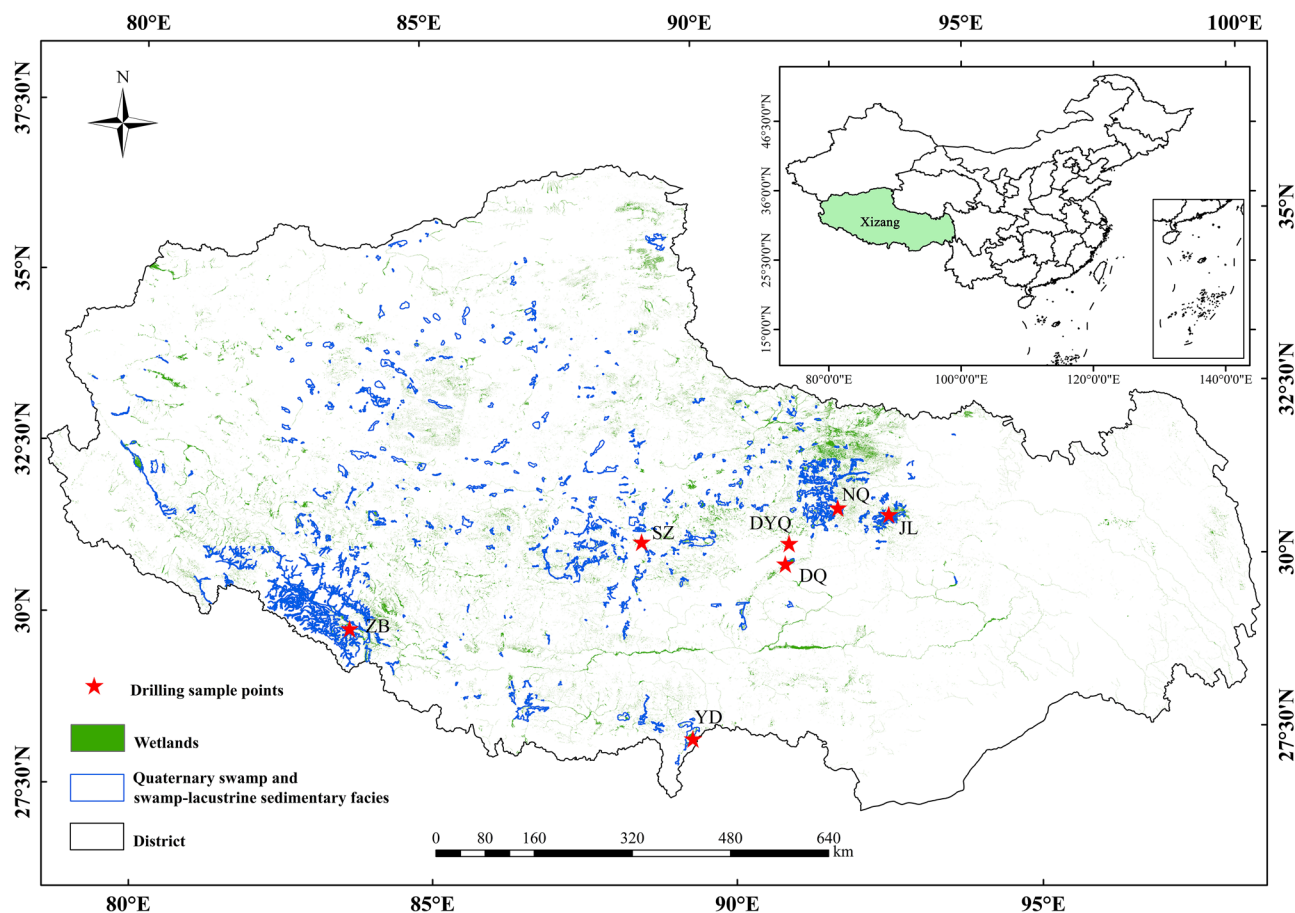 80°E 85°E 90°E 95°E 100°E
37°30'N
35°N
32°30'N
30°N
27°30'N
N
46°30'0"N
36°0'0"N
25°30'0"N
15°0'0"N
Xizang
80°0'0"E 100°0'0"E 120°0'0"E 140°0'0"E
35°N
32°30'N
30°N
27°30'N
NQ
JL
DYQ
SZ
DQ
ZB
YD
Drilling sample points
Wetlands
Quaternary swamp and
swamp-lacustrine sedimentary facies
District
0 80 160 320 480 640
km
80°E 85°E 90°E 95°E